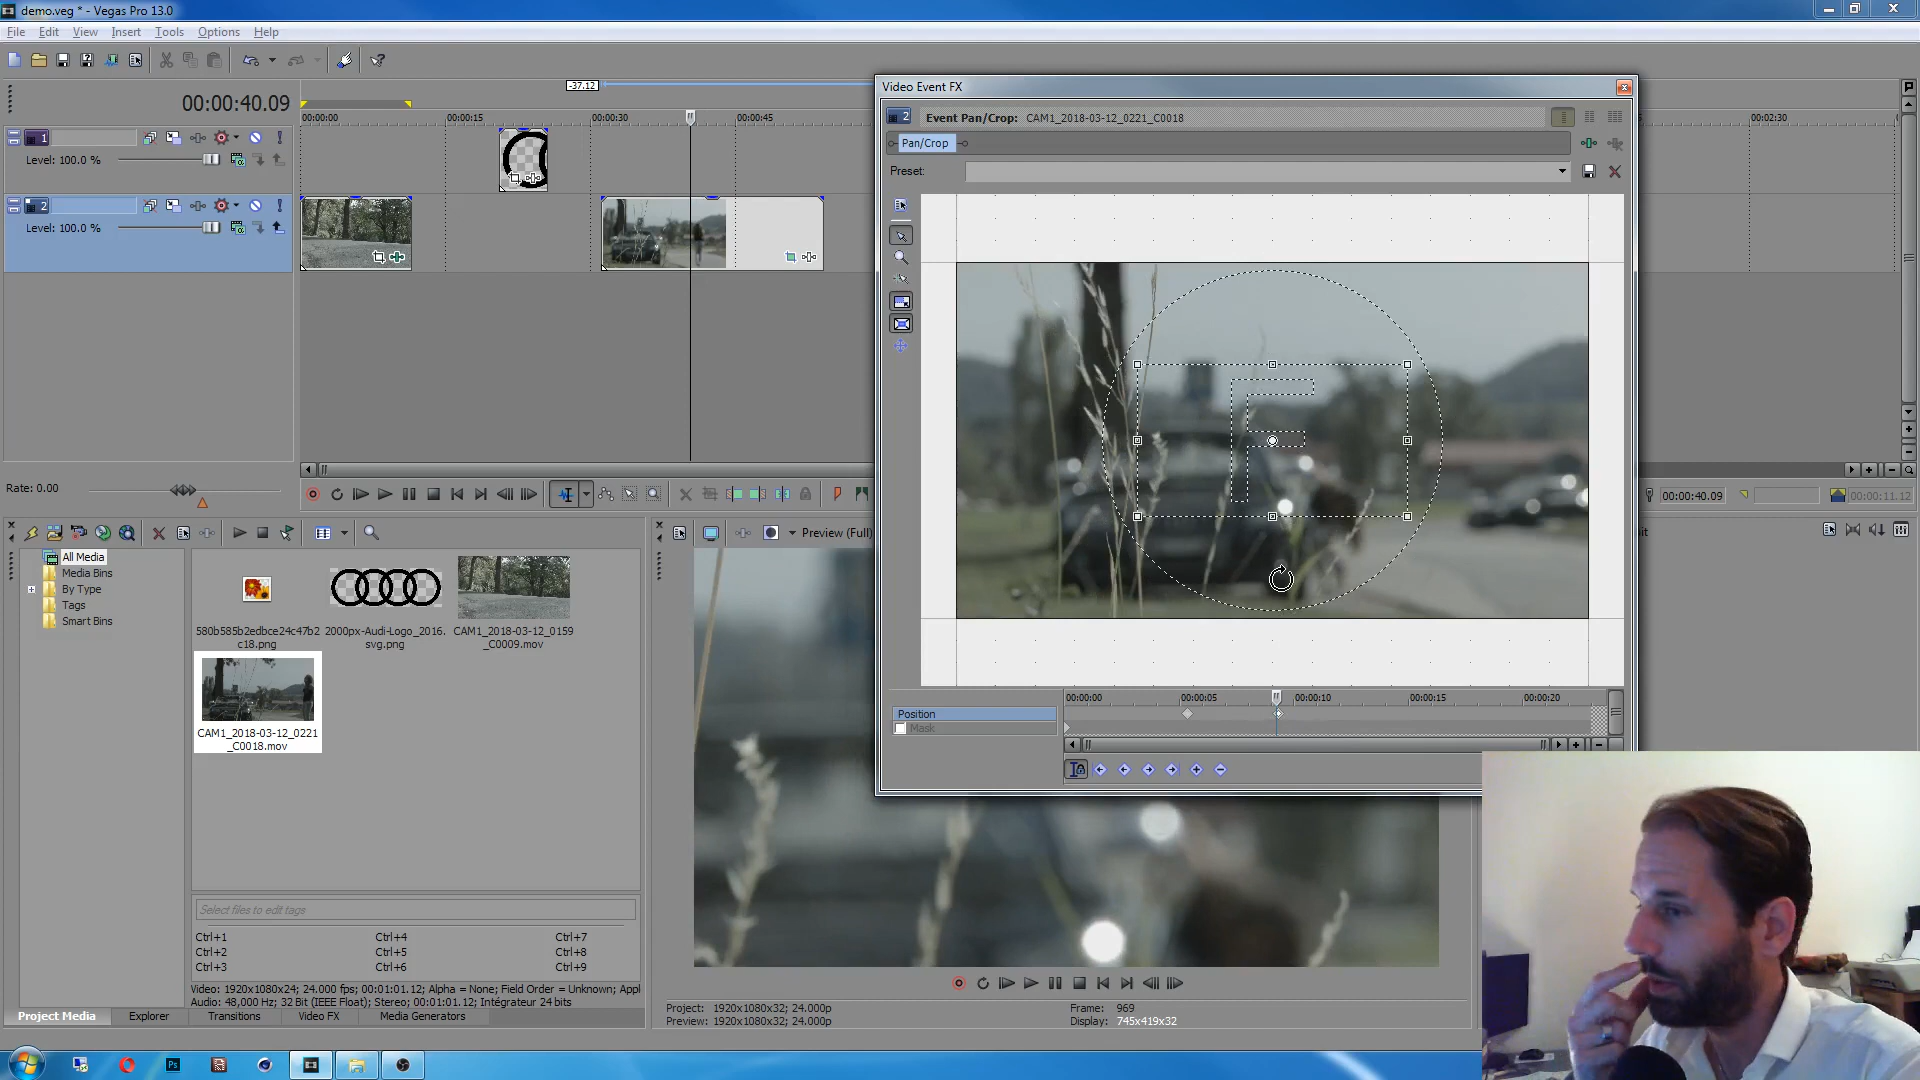 demo.veg * - Vegas Pro 13.0
File Edit View Insert Tools Options Help
-37.12
00:00:40.09
00:00:00 00:00:15 00:00:30 00:00:45 00:02:30
1
Level: 100.0 %
2
Level: 100.0 %
Rate: 0.00
Video Event FX
2 Event Pan/Crop: CAM1_2018-03-12_0221_C0018
Pan/Crop
Preset:
00:00:00 00:00:05 00:00:10 00:00:15 00:00:20
Position
Mask
00:00:40.09 00:00:11.12
All Media
Media Bins
By Type
Tags
Smart Bins
580b585b2edbce24c47b2
c18.png
2000px-Audi-Logo_2016.
svg.png
CAM1_2018-03-12_0159
_C0009.mov
CAM1_2018-03-12_0221
_C0018.mov
Select files to edit tags
Ctrl+1 Ctrl+4 Ctrl+7
Ctrl+2 Ctrl+5 Ctrl+8
Ctrl+3 Ctrl+6 Ctrl+9
Video: 1920x1080x24; 24.000 fps; 00:01:01.12; Alpha = None; Field Order = Unknown; Appl
Audio: 48,000 Hz; 32 Bit (IEEE Float); Stereo; 00:01:01.12; Intégrateur 24 bits
Project Media Explorer Transitions Video FX Media Generators
Preview (Full)
Project: 1920x1080x32; 24.000p
Preview: 1920x1080x32; 24.000p
Frame: 969
Display: 745x419x32
Ps